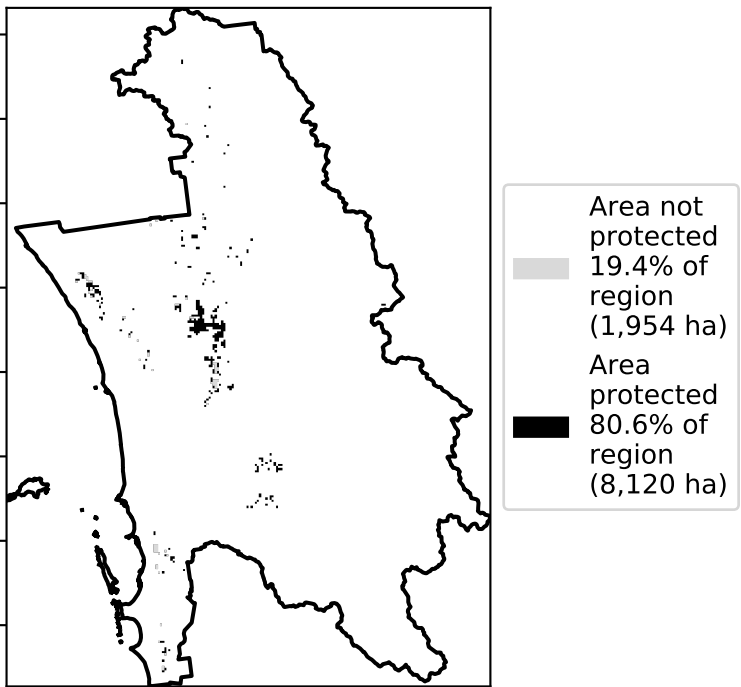 Area not
protected
19.4% of
region
(1,954 ha)
Area
protected
80.6% of
region
(8,120 ha)